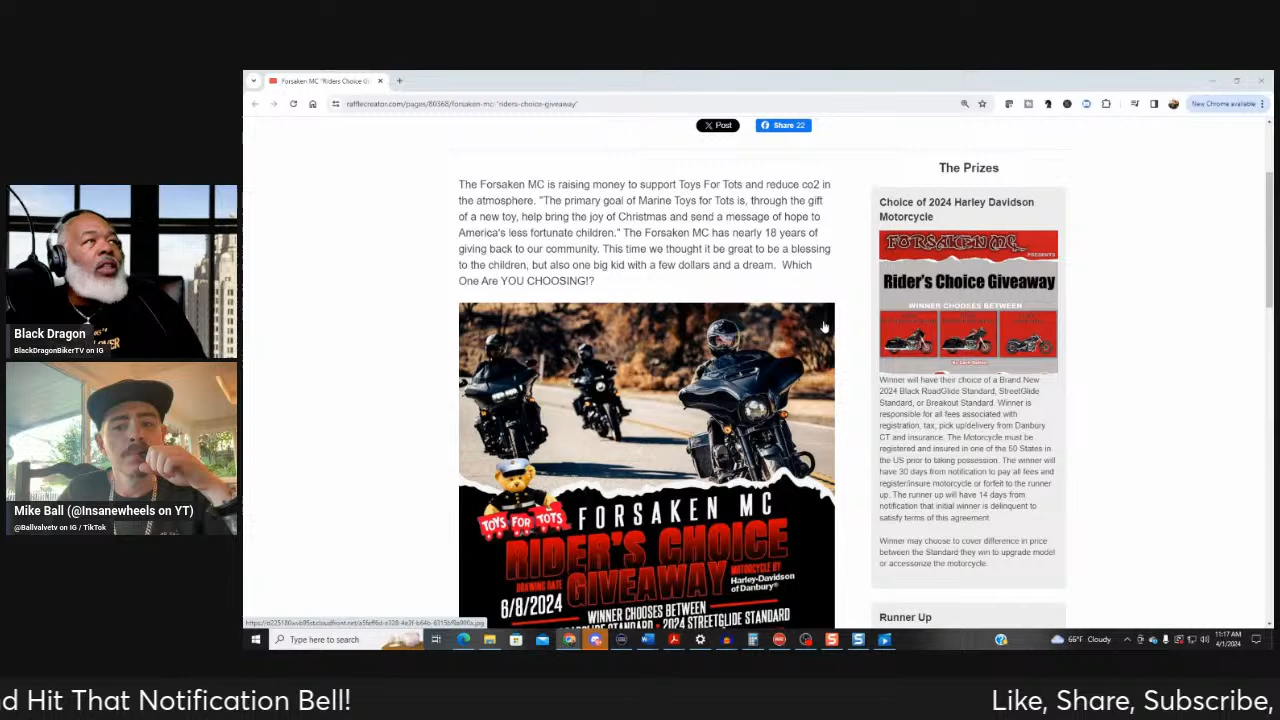 Forsaken MC "Riders Choice Gi
rafflecreator.com/pages/80368/forsaken-mc-"riders-choice-giveaway"
New Chrome available
Post
Share 22
The Forsaken MC is raising money to support Toys For Tots and reduce co2 in
the atmosphere. "The primary goal of Marine Toys for Tots is, through the gift
of a new toy, help bring the joy of Christmas and send a message of hope to
America's less fortunate children." The Forsaken MC has nearly 18 years of
giving back to our community. This time we thought it be great to be a blessing
to the children, but also one big kid with a few dollars and a dream. Which
One Are YOU CHOOSING!?
TOYS FOR TOTS
FORSAKEN MC
RIDER'S CHOICE
GIVEAWAY
DRAWING DATE
6/8/2024
MOTORCYCLE BY
Harley-Davidson
of Danbury
WINNER CHOOSES BETWEEN
2024 STREETGLIDE STANDARD
The Prizes
Choice of 2024 Harley Davidson
Motorcycle
FORSAKEN MC
PRESENTS
Rider's Choice Giveaway
WINNER CHOOSES BETWEEN
Winner will have their choice of a Brand New
2024 Black RoadGlide Standard, StreetGlide
Standard, or Breakout Standard. Winner is
responsible for all fees associated with
registration, tax, pick up/delivery from Danbury
CT and insurance. The Motorcycle must be
registered and insured in one of the 50 States in
the US prior to taking possession. The winner will
have 30 days from notification to pay all fees and
register/insure motorcycle or forfeit to the runner
up. The runner up will have 14 days from
notification that initial winner is delinquent to
satisfy terms of this agreement.
Winner may choose to cover difference in price
between the Standard they win to upgrade model
or accessorize the motorcycle.
Runner Up
Black Dragon
BlackDragonBikerTV on IG
Mike Ball (@Insanewheels on YT)
@Ballvalvetv on IG / TikTok
Type here to search
66°F Cloudy
11:17 AM
4/1/2024
nd Hit That Notification Bell!
Like, Share, Subscribe,